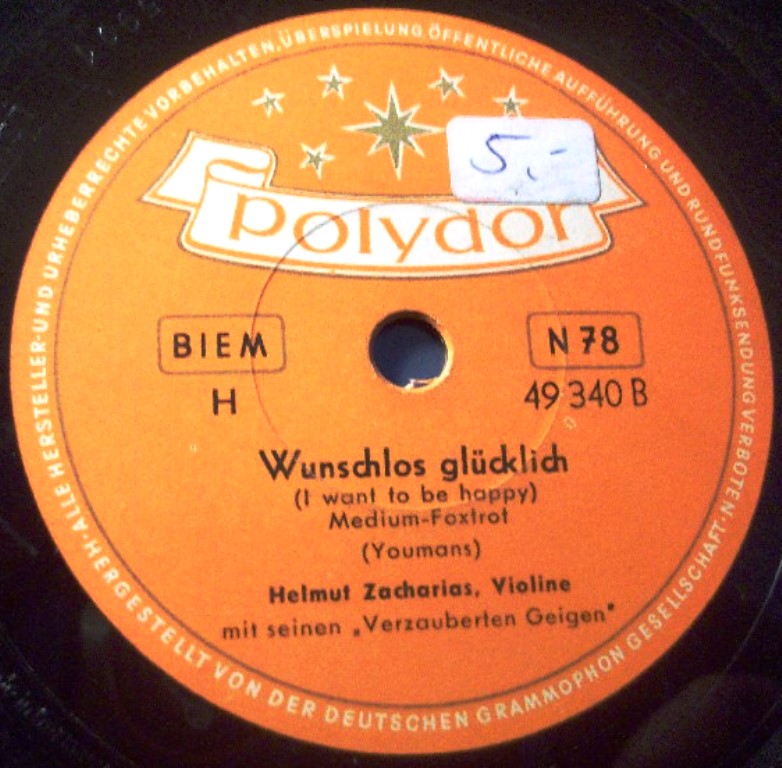 ALLE HERSTELLER- UND URHEBERRECHTE VORBEHALTEN, ÜBERSPIELUNG, ÖFFENTLICHE AUFFÜHRUNG UND RUNDFUNKSENDUNG VERBOTEN ·
5,-
polydor
BIEM
N 78
H
49 340 B
Wunschlos glücklich
(I want to be happy)
Medium-Foxtrot
(Youmans)
Helmut Zacharias, Violine
mit seinen „Verzauberten Geigen"
HERGESTELLT VON DER DEUTSCHEN GRAMMOPHON GESELLSCHAFT ·